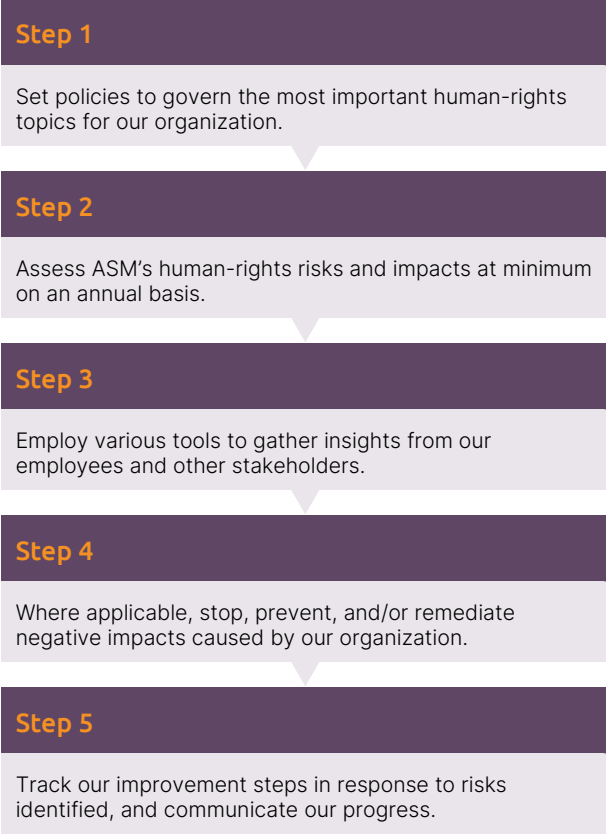 Step 1
Set policies to govern the most important human-rights
topics for our organization.
Step 2
Assess ASM’s human-rights risks and impacts at minimum
on an annual basis.
Step 3
Employ various tools to gather insights from our
employees and other stakeholders.
Step 4
Where applicable, stop, prevent, and/or remediate
negative impacts caused by our organization.
Step 5
Track our improvement steps in response to risks
identified, and communicate our progress.